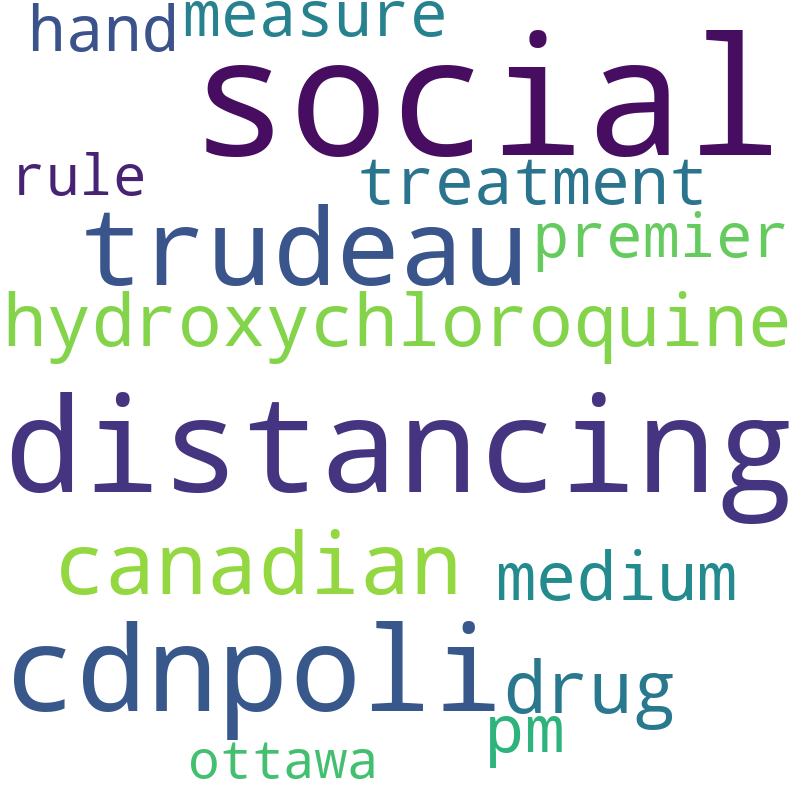 hand measure
social
rule treatment
trudeau premier
hydroxychloroquine
distancing
canadian medium
cdnpoli drug
pm
ottawa